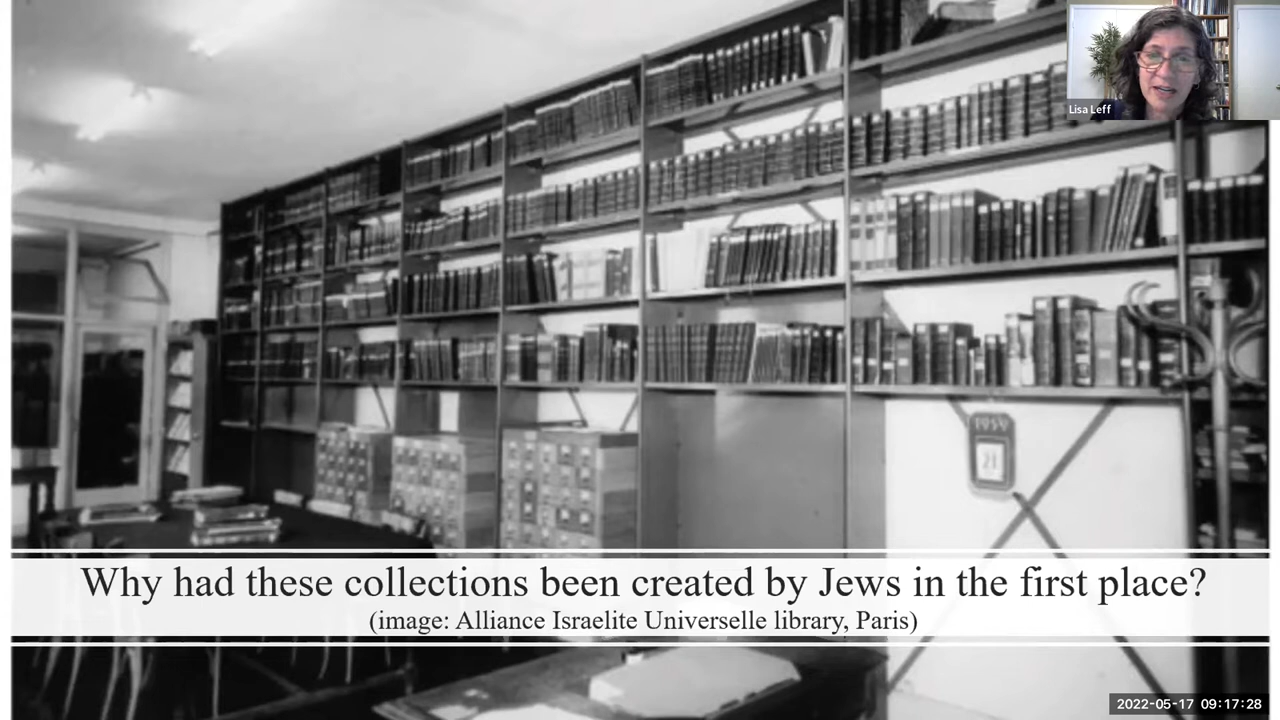 Lisa Leff
1959
21
Why had these collections been created by Jews in the first place?
(image: Alliance Israelite Universelle library, Paris)
2022-05-17 09:17:28